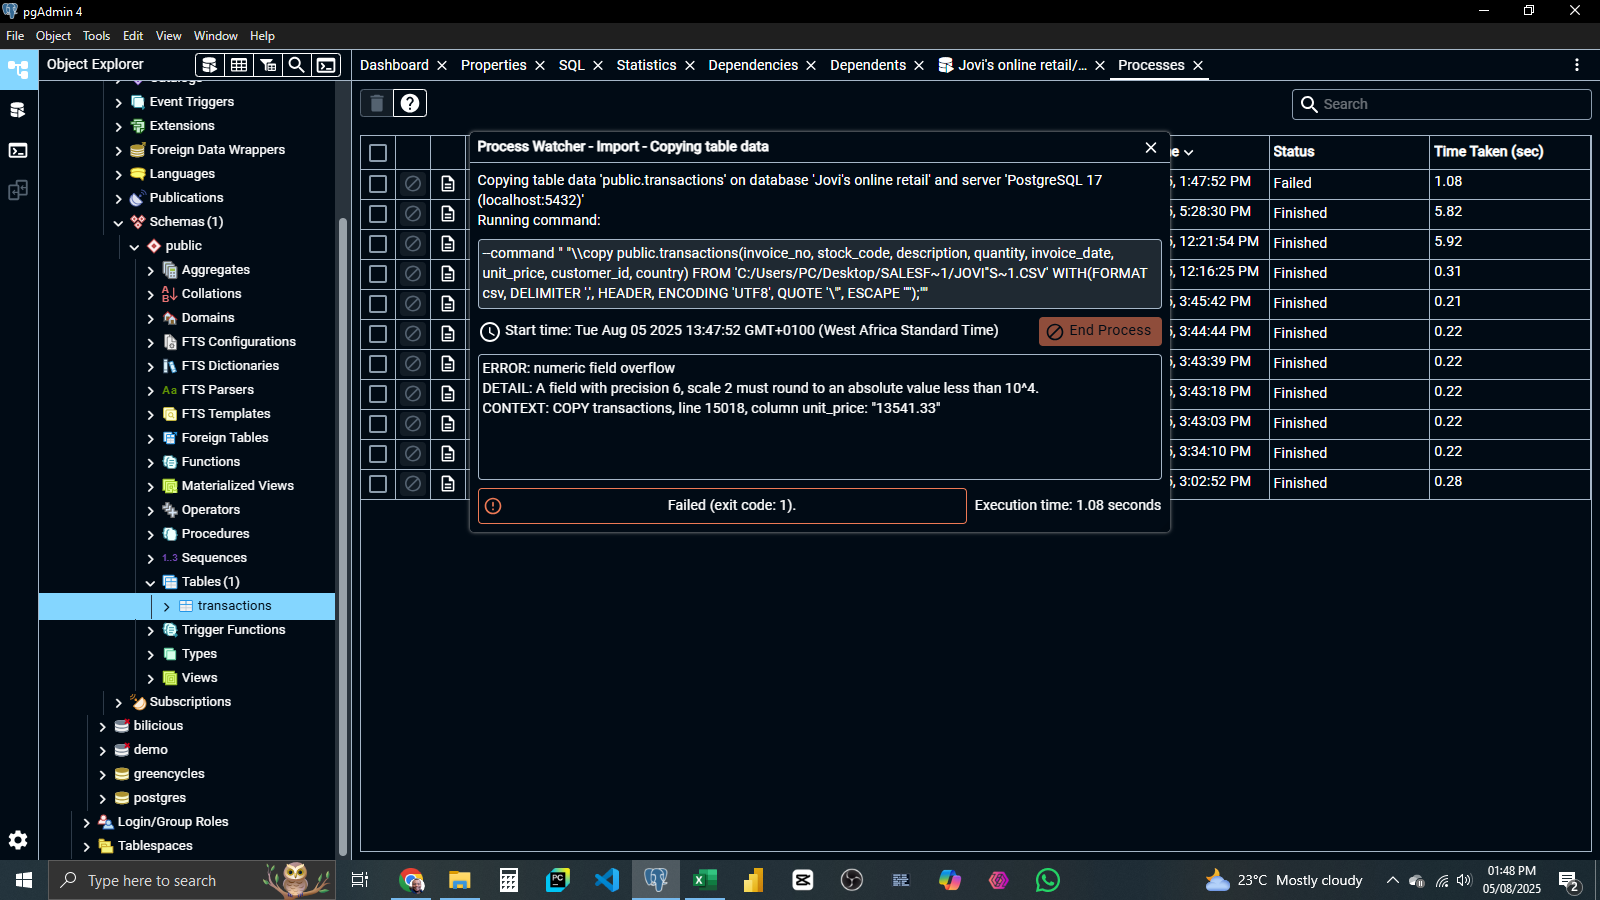 pgAdmin 4
File Object Tools Edit View Window Help
Object Explorer
Dashboard Properties SQL Statistics Dependencies Dependents Jovi's online retail/... Processes
Event Triggers
Extensions
Foreign Data Wrappers
Languages
Publications
Schemas (1)
public
Aggregates
Collations
Domains
FTS Configurations
FTS Dictionaries
Aa FTS Parsers
FTS Templates
Foreign Tables
Functions
Materialized Views
Operators
Procedures
1..3 Sequences
Tables (1)
transactions
Trigger Functions
Types
Views
Subscriptions
bilicious
demo
greencycles
postgres
Login/Group Roles
Tablespaces
Search
Process Watcher - Import - Copying table data
Copying table data 'public.transactions' on database 'Jovi's online retail' and server 'PostgreSQL 17
(localhost:5432)'
Running command:
--command " "\\copy public.transactions(invoice_no, stock_code, description, quantity, invoice_date,
unit_price, customer_id, country) FROM 'C:/Users/PC/Desktop/SALESF~1/JOVI''S~1.CSV' WITH(FORMAT
csv, DELIMITER ',', HEADER, ENCODING 'UTF8', QUOTE '\"', ESCAPE '''');""
Start time: Tue Aug 05 2025 13:47:52 GMT+0100 (West Africa Standard Time)
End Process
ERROR: numeric field overflow
DETAIL: A field with precision 6, scale 2 must round to an absolute value less than 10^4.
CONTEXT: COPY transactions, line 15018, column unit_price: "13541.33"
Failed (exit code: 1).
Execution time: 1.08 seconds
Status Time Taken (sec)
1:47:52 PM Failed 1.08
5:28:30 PM Finished 5.82
12:21:54 PM Finished 5.92
12:16:25 PM Finished 0.31
3:45:42 PM Finished 0.21
3:44:44 PM Finished 0.22
3:43:39 PM Finished 0.22
3:43:18 PM Finished 0.22
3:43:03 PM Finished 0.22
3:34:10 PM Finished 0.22
3:02:52 PM Finished 0.28
Type here to search
PC
23°C Mostly cloudy
01:48 PM
05/08/2025
2